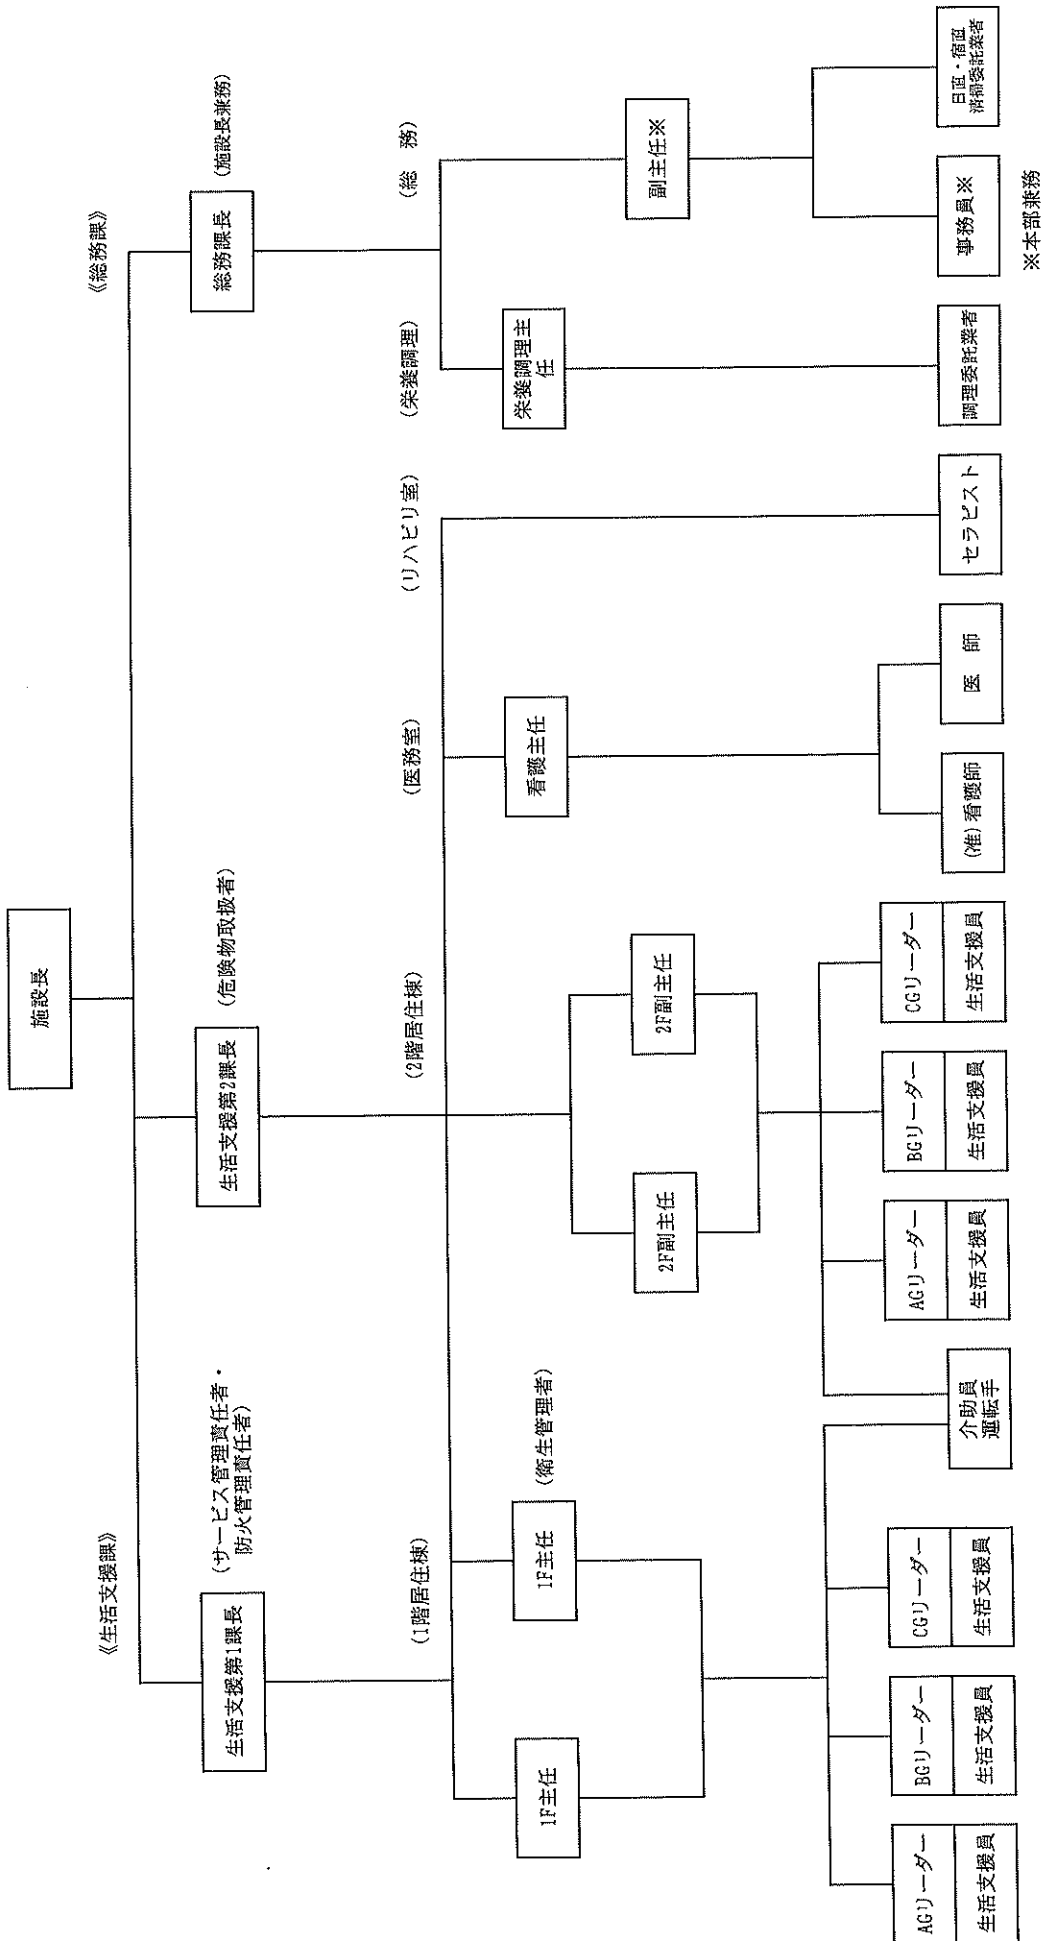 施設長
《生活支援課》
《総務課》
生活支援第1課長
(サービス管理責任者・
防火管理責任者)
生活支援第2課長
(危険物取扱者)
総務課長
(施設長兼務)
(1階居住棟)
(2階居住棟)
(医務室)
(リハビリ室)
(栄養調理)
(総　務)
1F主任
1F主任
(衛生管理者)
看護主任
栄養調理主
任
2F副主任
2F副主任
副主任※
AGリーダー
生活支援員
BGリーダー
生活支援員
CGリーダー
生活支援員
介助員
運転手
AGリーダー
生活支援員
BGリーダー
生活支援員
CGリーダー
生活支援員
(准)看護師
医　師
セラピスト
調理委託業者
事務員※
日直・宿直
清掃委託業者
※本部兼務